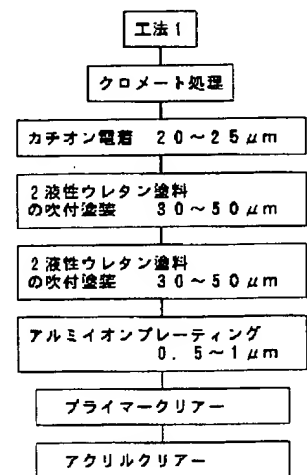 工法1
クロメート処理
カチオン電着 20～25μm
2液性ウレタン塗料
の吹付塗装 30～50μm
2液性ウレタン塗料
の吹付塗装 30～50μm
アルミイオンプレーティング
0.5～1μm
プライマークリアー
アクリルクリアー